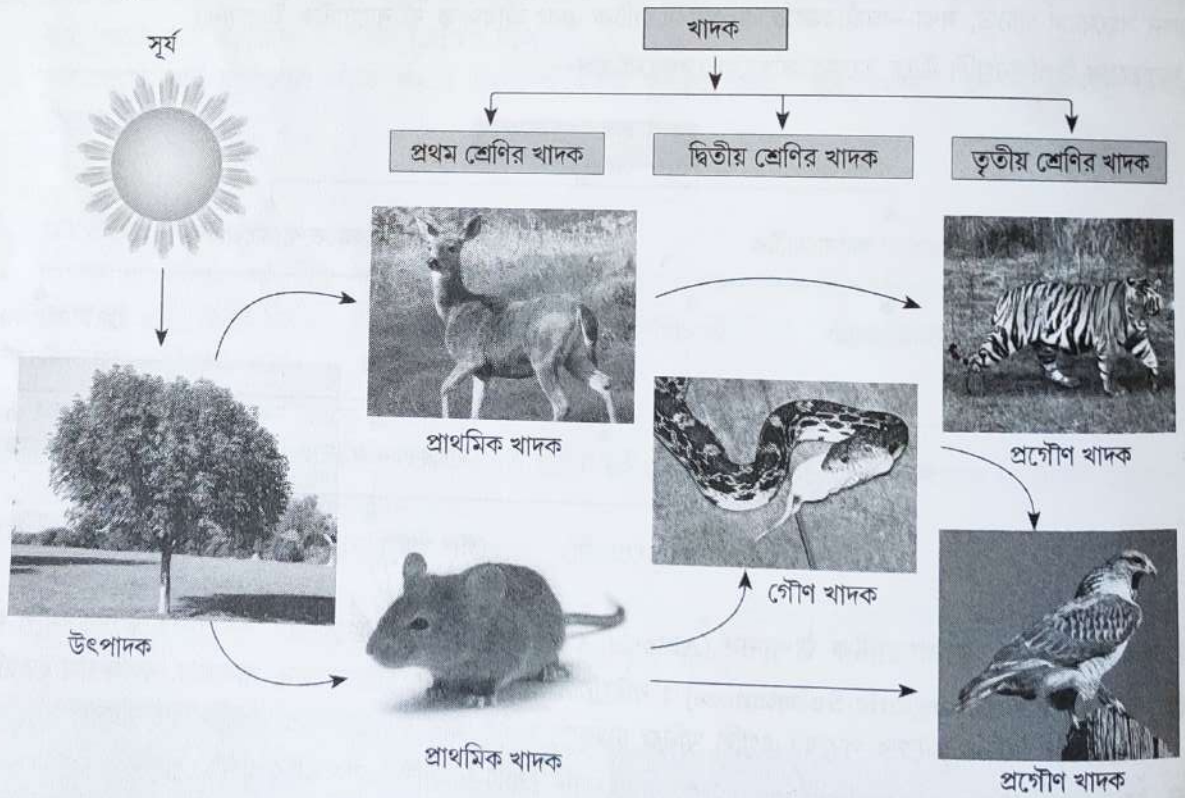 খাদক
সূর্য
প্রথম শ্রেণির খাদক
দ্বিতীয় শ্রেণির খাদক
তৃতীয় শ্রেণির খাদক
প্রাথমিক খাদক
প্রগৌণ খাদক
গৌণ খাদক
উৎপাদক
প্রাথমিক খাদক
প্রগৌণ খাদক